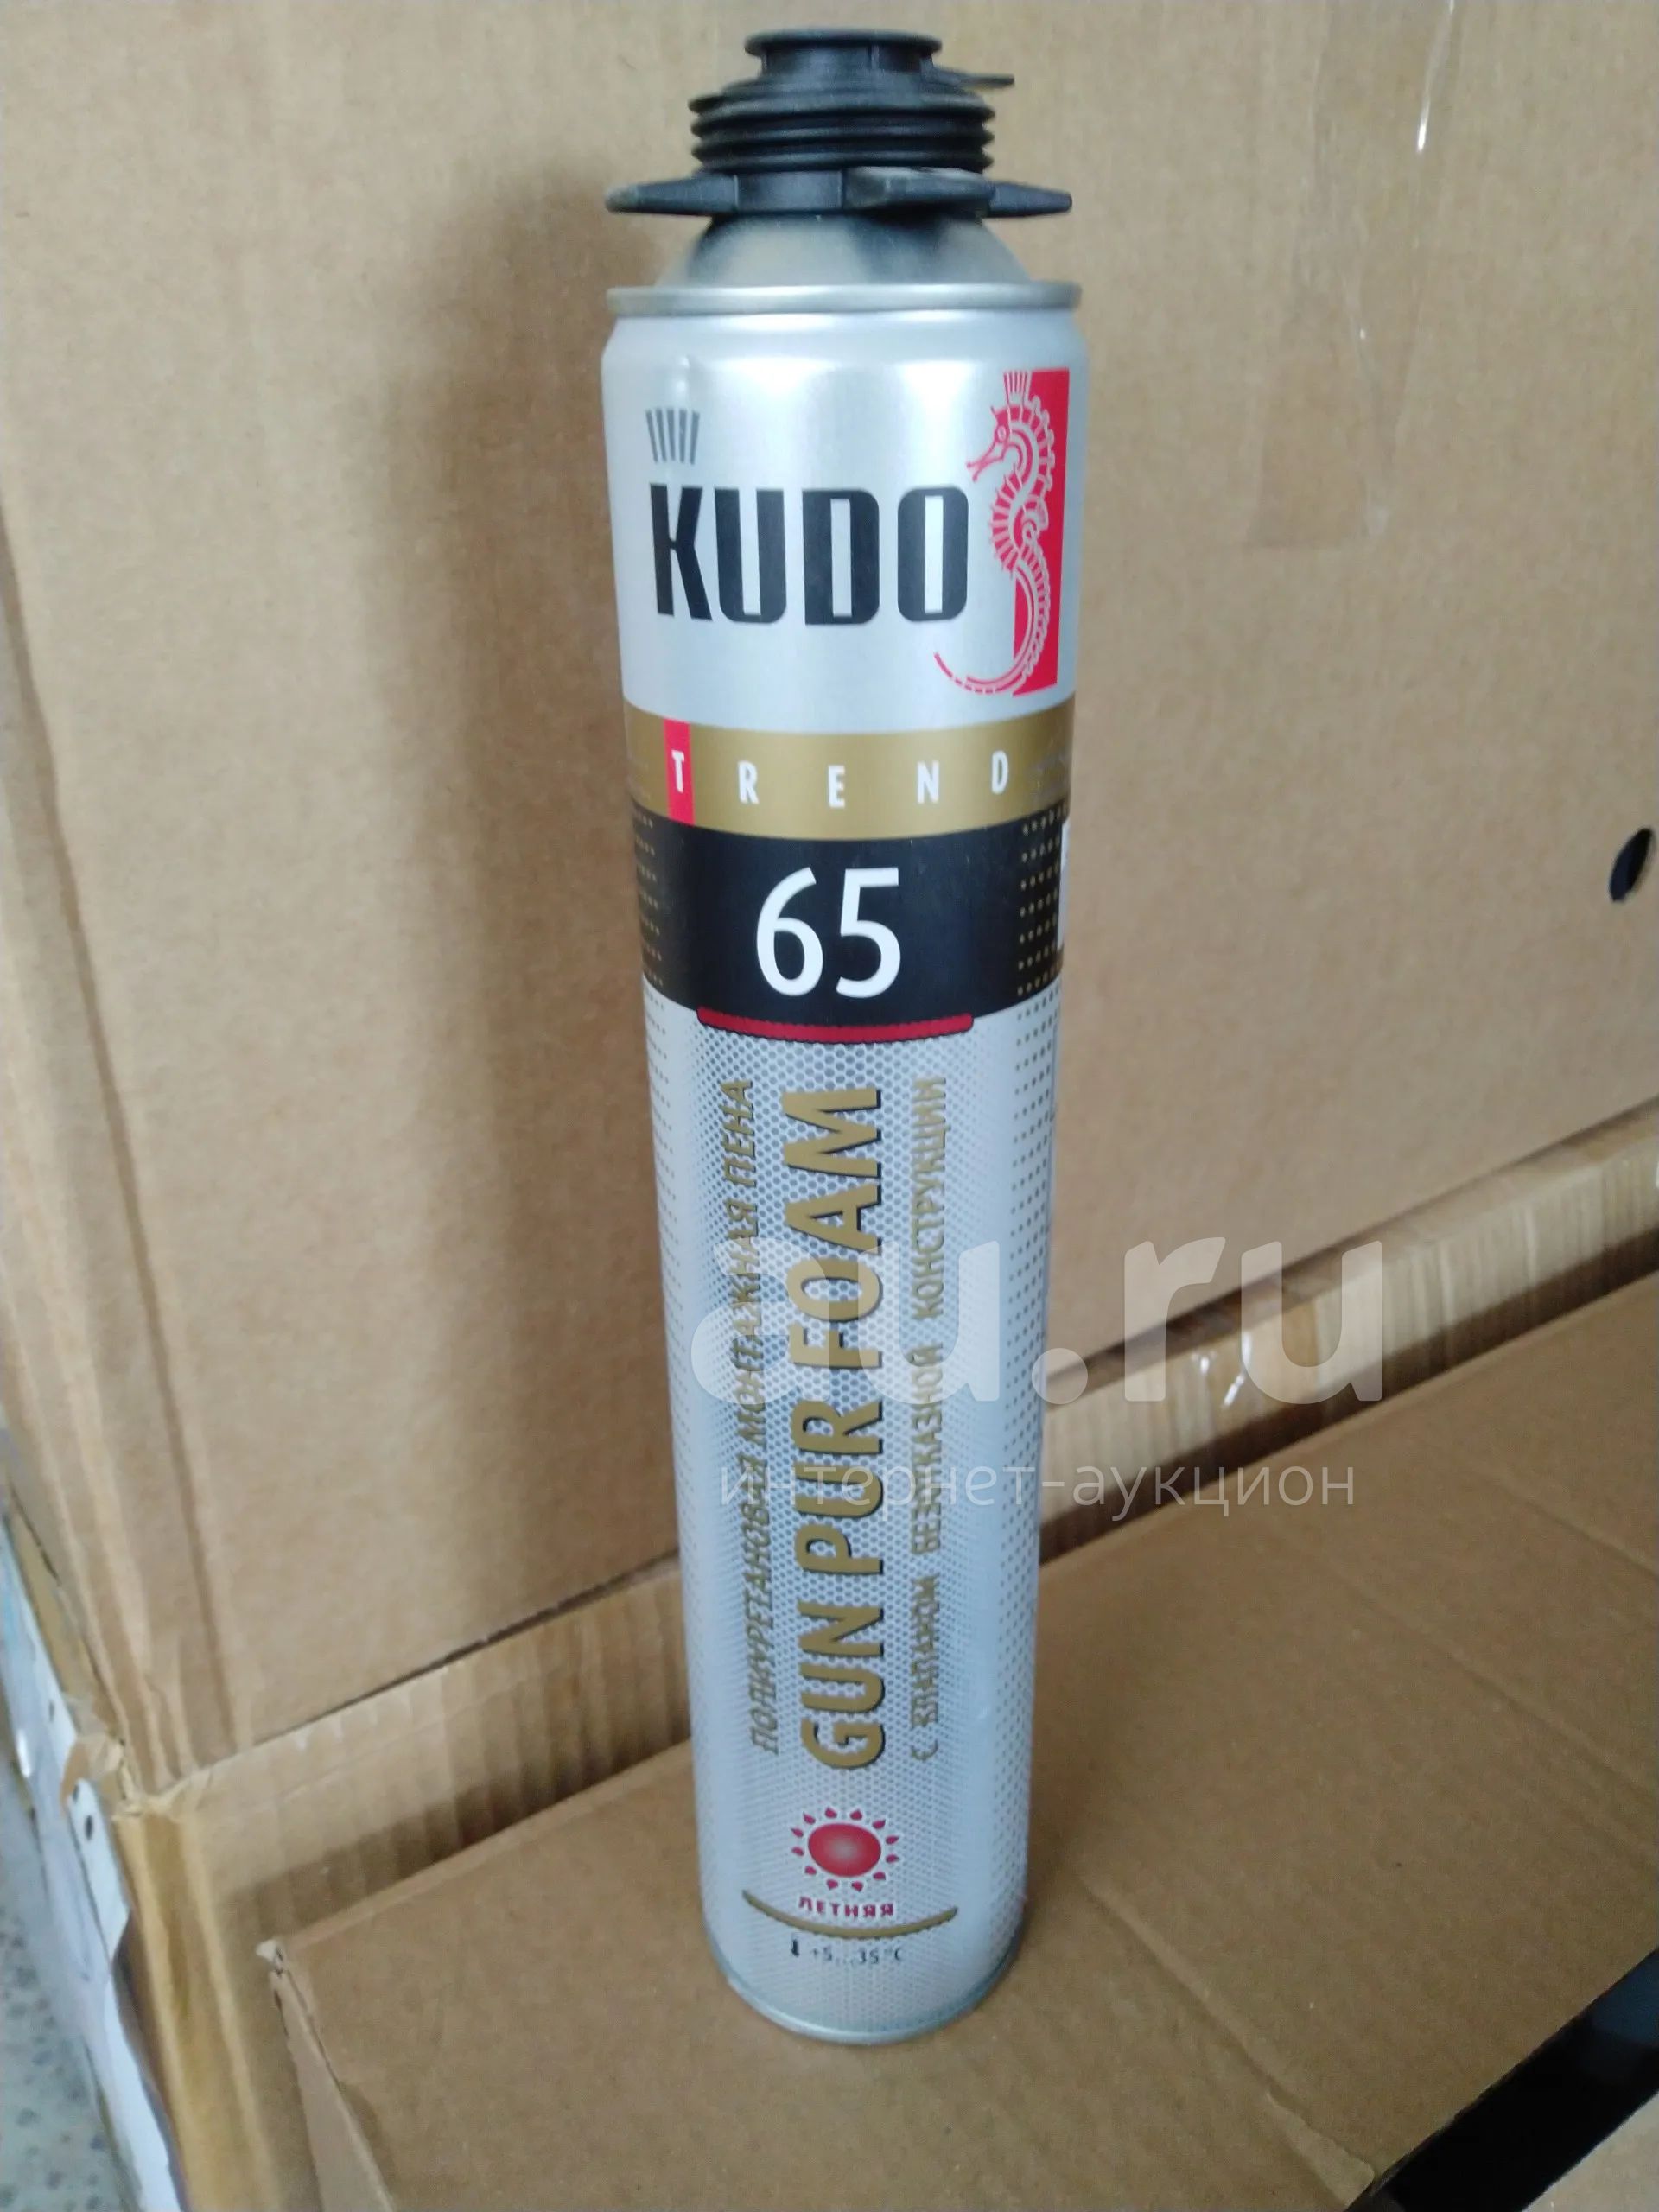 KUDO
TREND
65
ПОЛИУРЕТАНОВАЯ МОНТАЖНАЯ ПЕНА
GUN PUR FOAM
С КЛАПАНОМ БЕЗОТКАЗНОЙ КОНСТРУКЦИИ
au.ru
интернет-аукцион
ЛЕТНЯЯ
+5...35°C